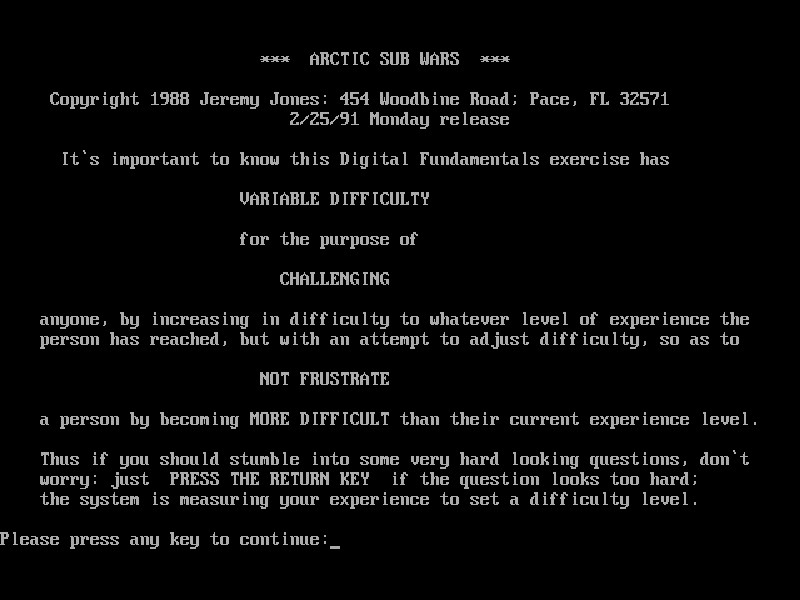 *** ARCTIC SUB WARS ***
Copyright 1988 Jeremy Jones: 454 Woodbine Road; Pace, FL 32571
2/25/91 Monday release
It`s important to know this Digital Fundamentals exercise has
VARIABLE DIFFICULTY
for the purpose of
CHALLENGING
anyone, by increasing in difficulty to whatever level of experience the
person has reached, but with an attempt to adjust difficulty, so as to
NOT FRUSTRATE
a person by becoming MORE DIFFICULT than their current experience level.
Thus if you should stumble into some very hard looking questions, don`t
worry: just PRESS THE RETURN KEY if the question looks too hard;
the system is measuring your experience to set a difficulty level.
Please press any key to continue:_